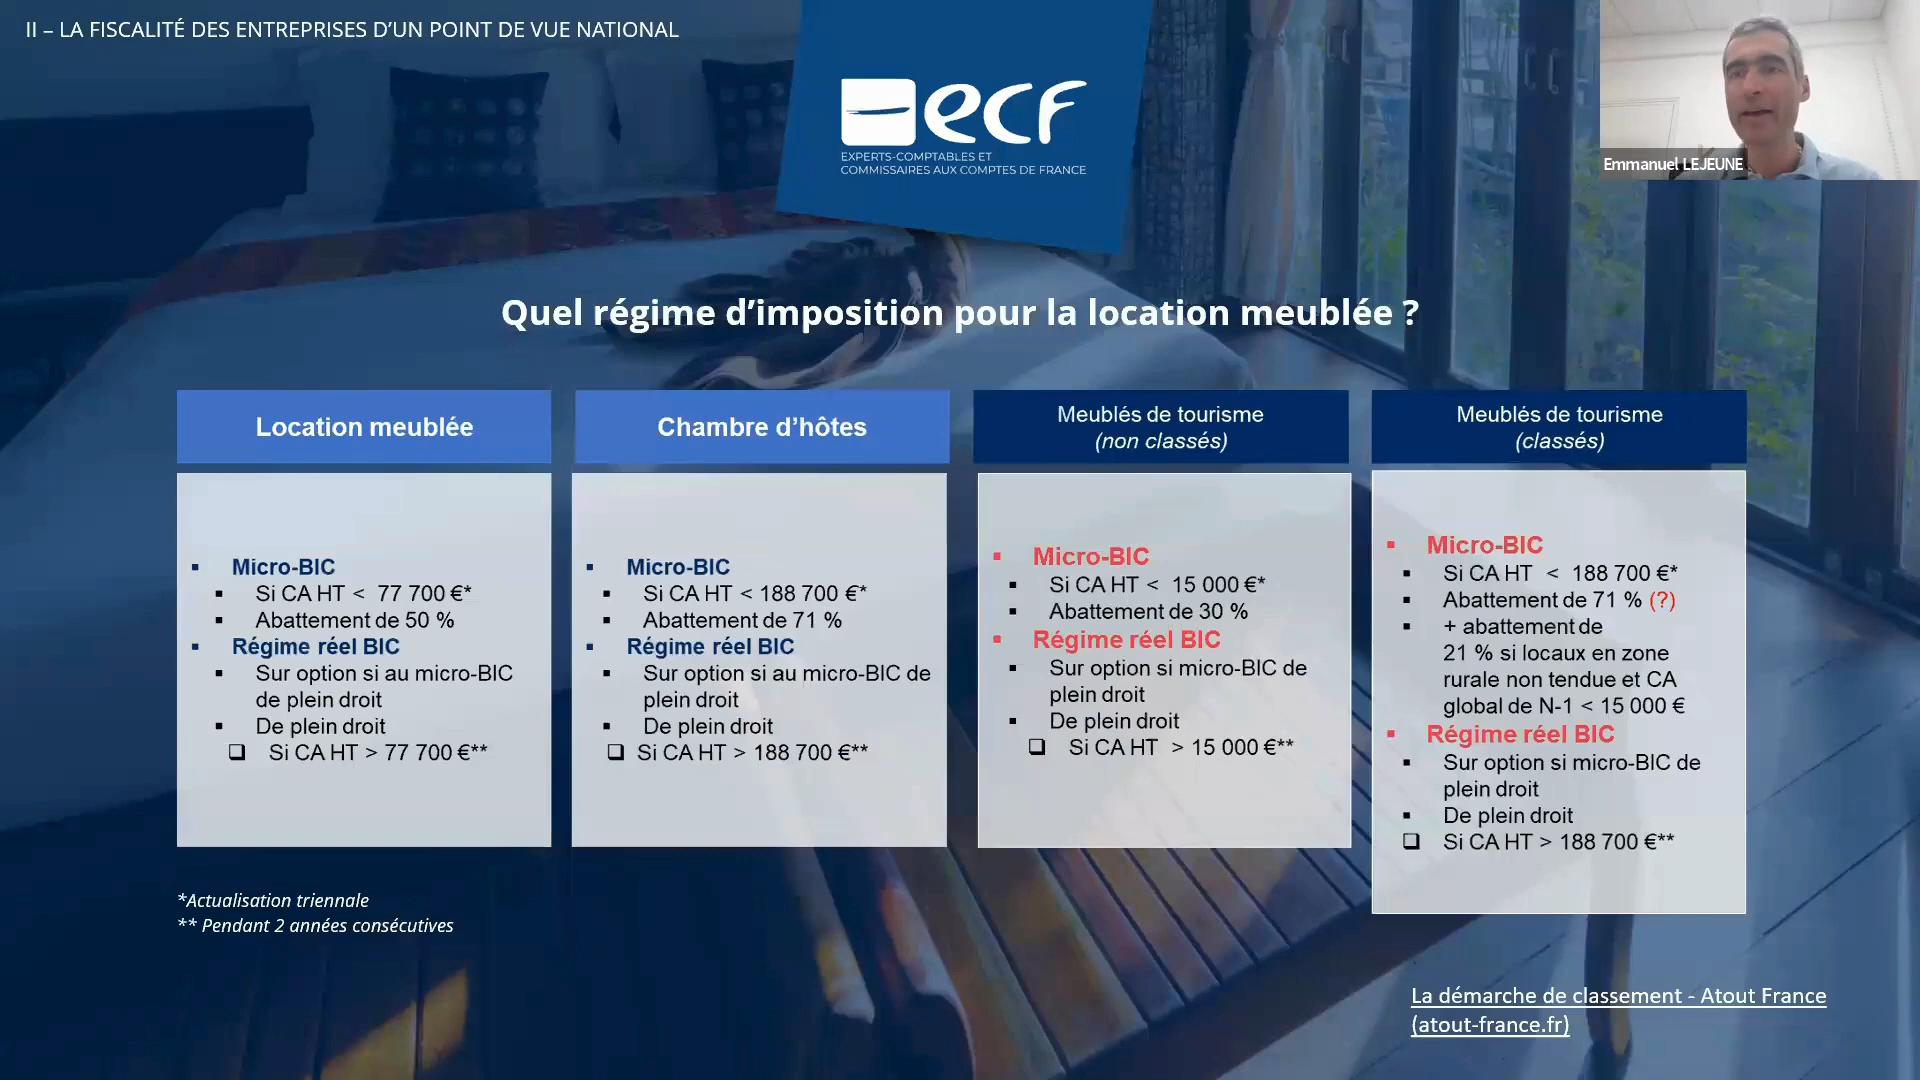 II – LA FISCALITÉ DES ENTREPRISES D’UN POINT DE VUE NATIONAL
ecf
EXPERTS-COMPTABLES ET
COMMISSAIRES AUX COMPTES DE FRANCE
Emmanuel LEJEUNE
Quel régime d’imposition pour la location meublée ?
Location meublée
Micro-BIC
Si CA HT < 77 700 €*
Abattement de 50 %
Régime réel BIC
Sur option si au micro-BIC
de plein droit
De plein droit
Si CA HT > 77 700 €**
Chambre d’hôtes
Micro-BIC
Si CA HT < 188 700 €*
Abattement de 71 %
Régime réel BIC
Sur option si au micro-BIC de
plein droit
De plein droit
Si CA HT > 188 700 €**
Meublés de tourisme
(non classés)
Micro-BIC
Si CA HT < 15 000 €*
Abattement de 30 %
Régime réel BIC
Sur option si micro-BIC de
plein droit
De plein droit
Si CA HT > 15 000 €**
Meublés de tourisme
(classés)
Micro-BIC
Si CA HT < 188 700 €*
Abattement de 71 % (?)
+ abattement de
21 % si locaux en zone
rurale non tendue et CA
global de N-1 < 15 000 €
Régime réel BIC
Sur option si micro-BIC de
plein droit
De plein droit
Si CA HT > 188 700 €**
*Actualisation triennale
** Pendant 2 années consécutives
La démarche de classement - Atout France
(atout-france.fr)